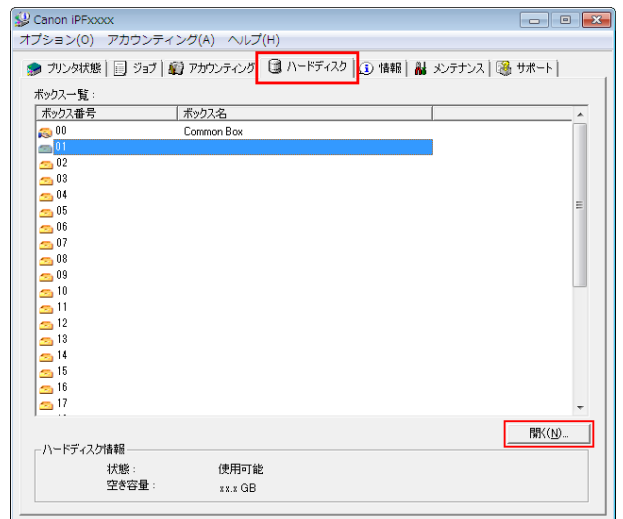 Canon iPFxxxx
オプション(O) アカウンティング(A) ヘルプ(H)
プリンタ状態 ジョブ アカウンティング ハードディスク 情報 メンテナンス サポート
ボックス一覧 :
ボックス番号 ボックス名
00 Common Box
01
02
03
04
05
06
07
08
09
10
11
12
13
14
15
16
17
開く(N)...
ハードディスク情報
状態 : 使用可能
空き容量 : xx.x GB